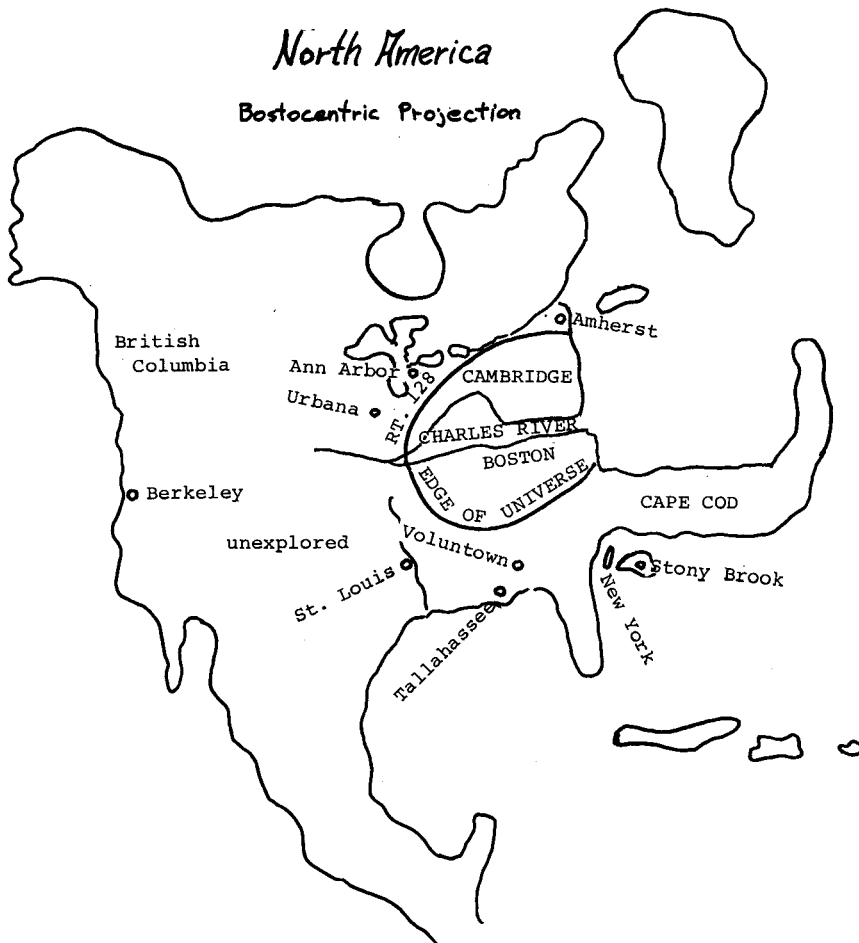 North America
Bostocentric Projection
Amherst
British
Columbia
Ann Arbor
CAMBRIDGE
RT. 128
Urbana
CHARLES RIVER
BOSTON
Berkeley
EDGE OF UNIVERSE
CAPE COD
unexplored
Voluntown
St. Louis
Stony Brook
New York
Tallahassee